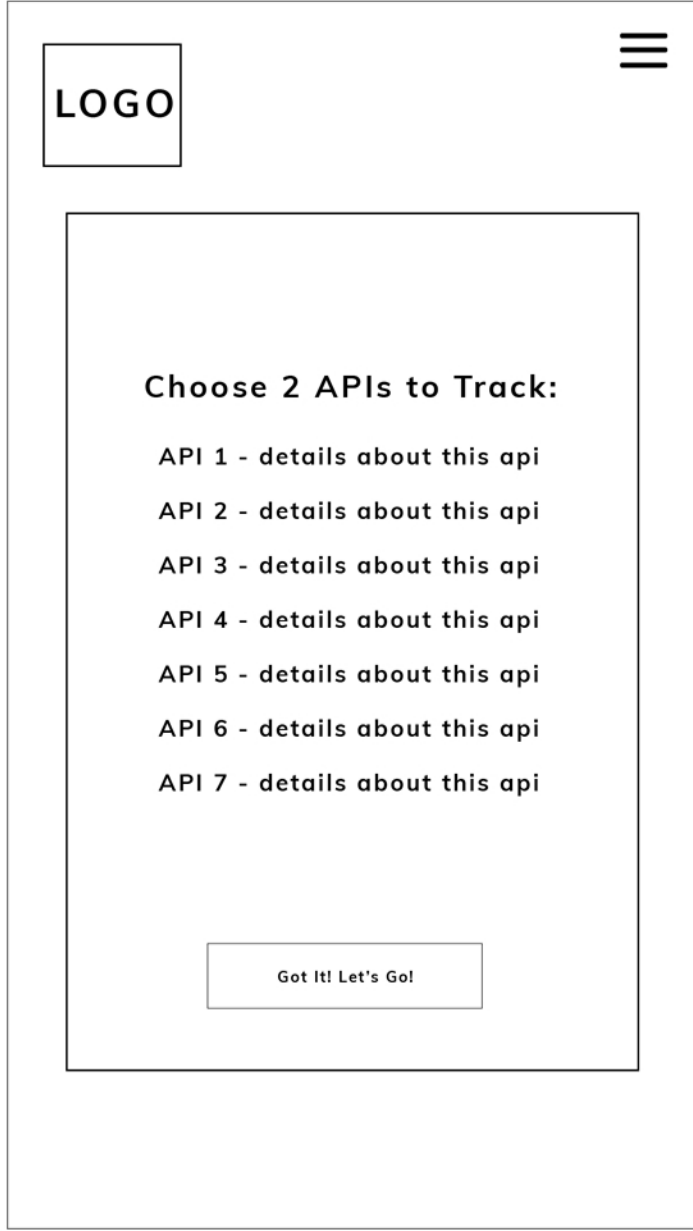 LOGO
Choose 2 APIs to Track:
API 1 - details about this api
API 2 - details about this api
API 3 - details about this api
API 4 - details about this api
API 5 - details about this api
API 6 - details about this api
API 7 - details about this api
Got It! Let's Go!